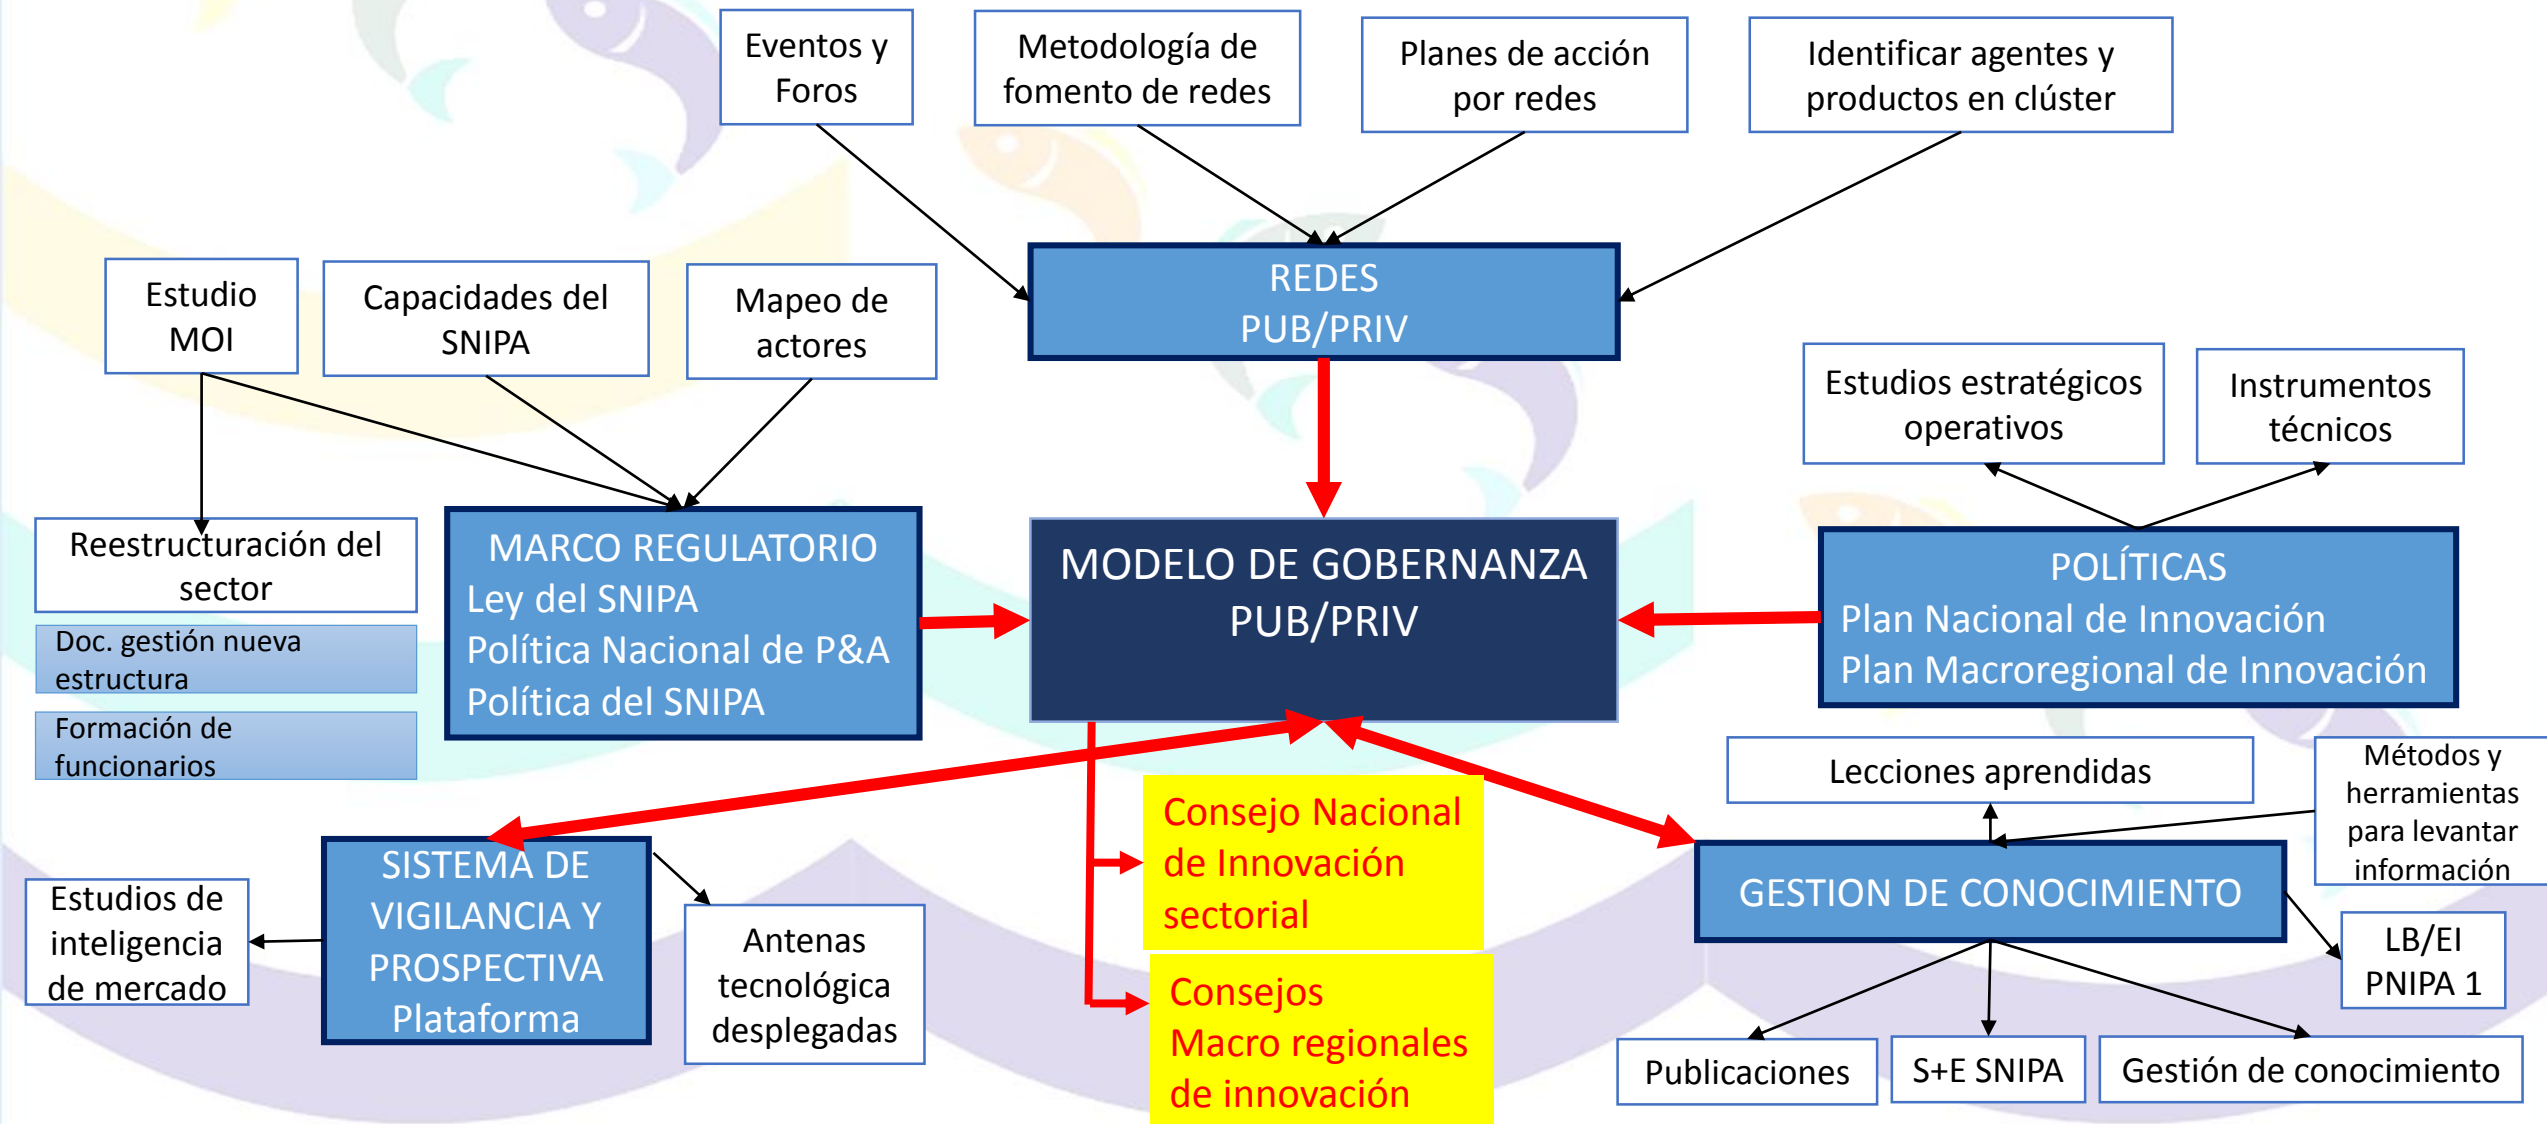 Eventos y
Foros
Metodología de
fomento de redes
Planes de acción
por redes
Identificar agentes y
productos en clúster
REDES
PUB/PRIV
Estudio
MOI
Capacidades del
SNIPA
Mapeo de
actores
Estudios estratégicos
operativos
Instrumentos
técnicos
Reestructuración del
sector
Doc. gestión nueva
estructura
Formación de
funcionarios
MARCO REGULATORIO
Ley del SNIPA
Política Nacional de P&A
Política del SNIPA
MODELO DE GOBERNANZA
PUB/PRIV
POLÍTICAS
Plan Nacional de Innovación
Plan Macroregional de Innovación
Lecciones aprendidas
Métodos y
herramientas
para levantar
información
Consejo Nacional
de Innovación
sectorial
Consejos
Macro regionales
de innovación
SISTEMA DE
VIGILANCIA Y
PROSPECTIVA
Plataforma
Estudios de
inteligencia
de mercado
Antenas
tecnológica
desplegadas
GESTION DE CONOCIMIENTO
LB/EI
PNIPA 1
Publicaciones
S+E SNIPA
Gestión de conocimiento